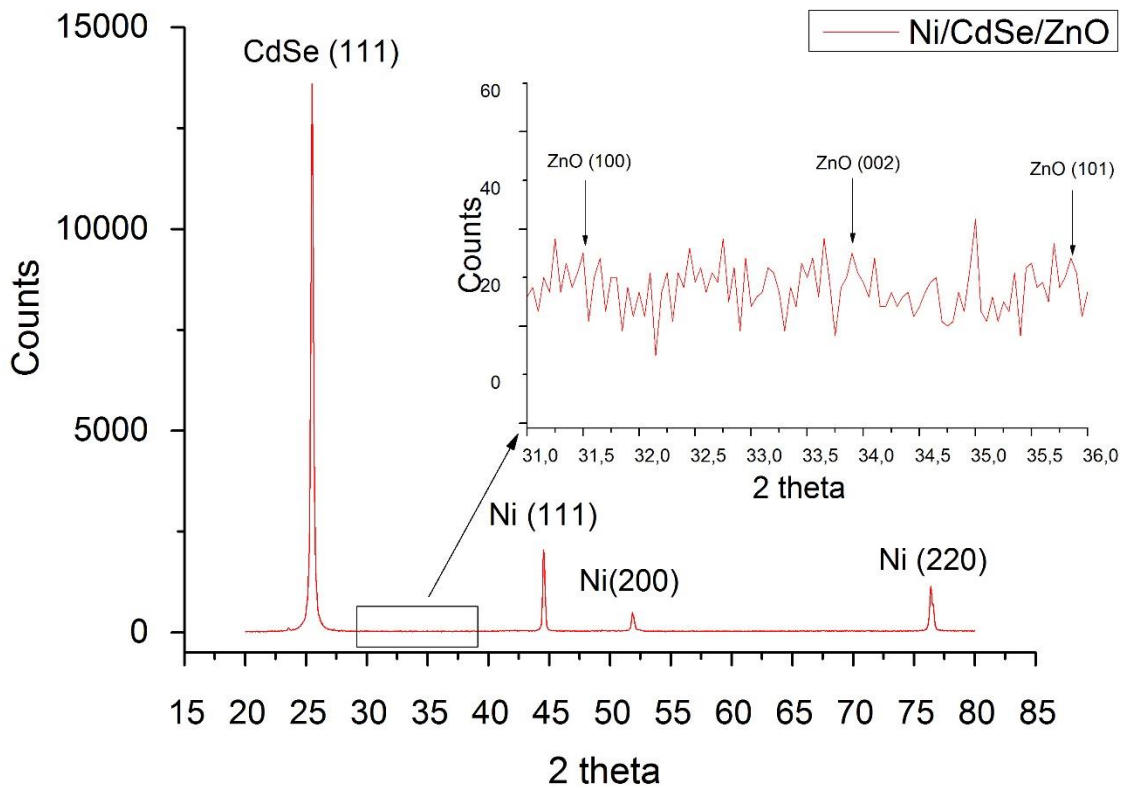 15000
CdSe (111)
Ni/CdSe/ZnO
60
ZnO (100)
ZnO (002)
ZnO (101)
40
Counts
20
0
31,0 31,5 32,0 32,5 33,0 33,5 34,0 34,5 35,0 35,5 36,0
2 theta
10000
Counts
5000
Ni (111)
Ni(200)
Ni (220)
0
15 20 25 30 35 40 45 50 55 60 65 70 75 80 85
2 theta